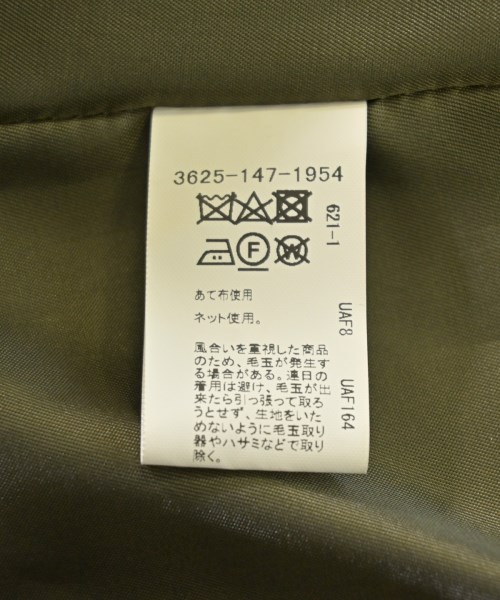 3625-147-1954
F W
621-1
あて布使用
ネット使用。
風合いを重視した商品
のため、毛玉が発生す
る場合がある。連日の
着用は避け、毛玉が出
来たら引っ張って取ろ
うとせず、生地をいた
めないように毛玉取り
器やハサミなどで取り
除く。
UAF8 UAF164